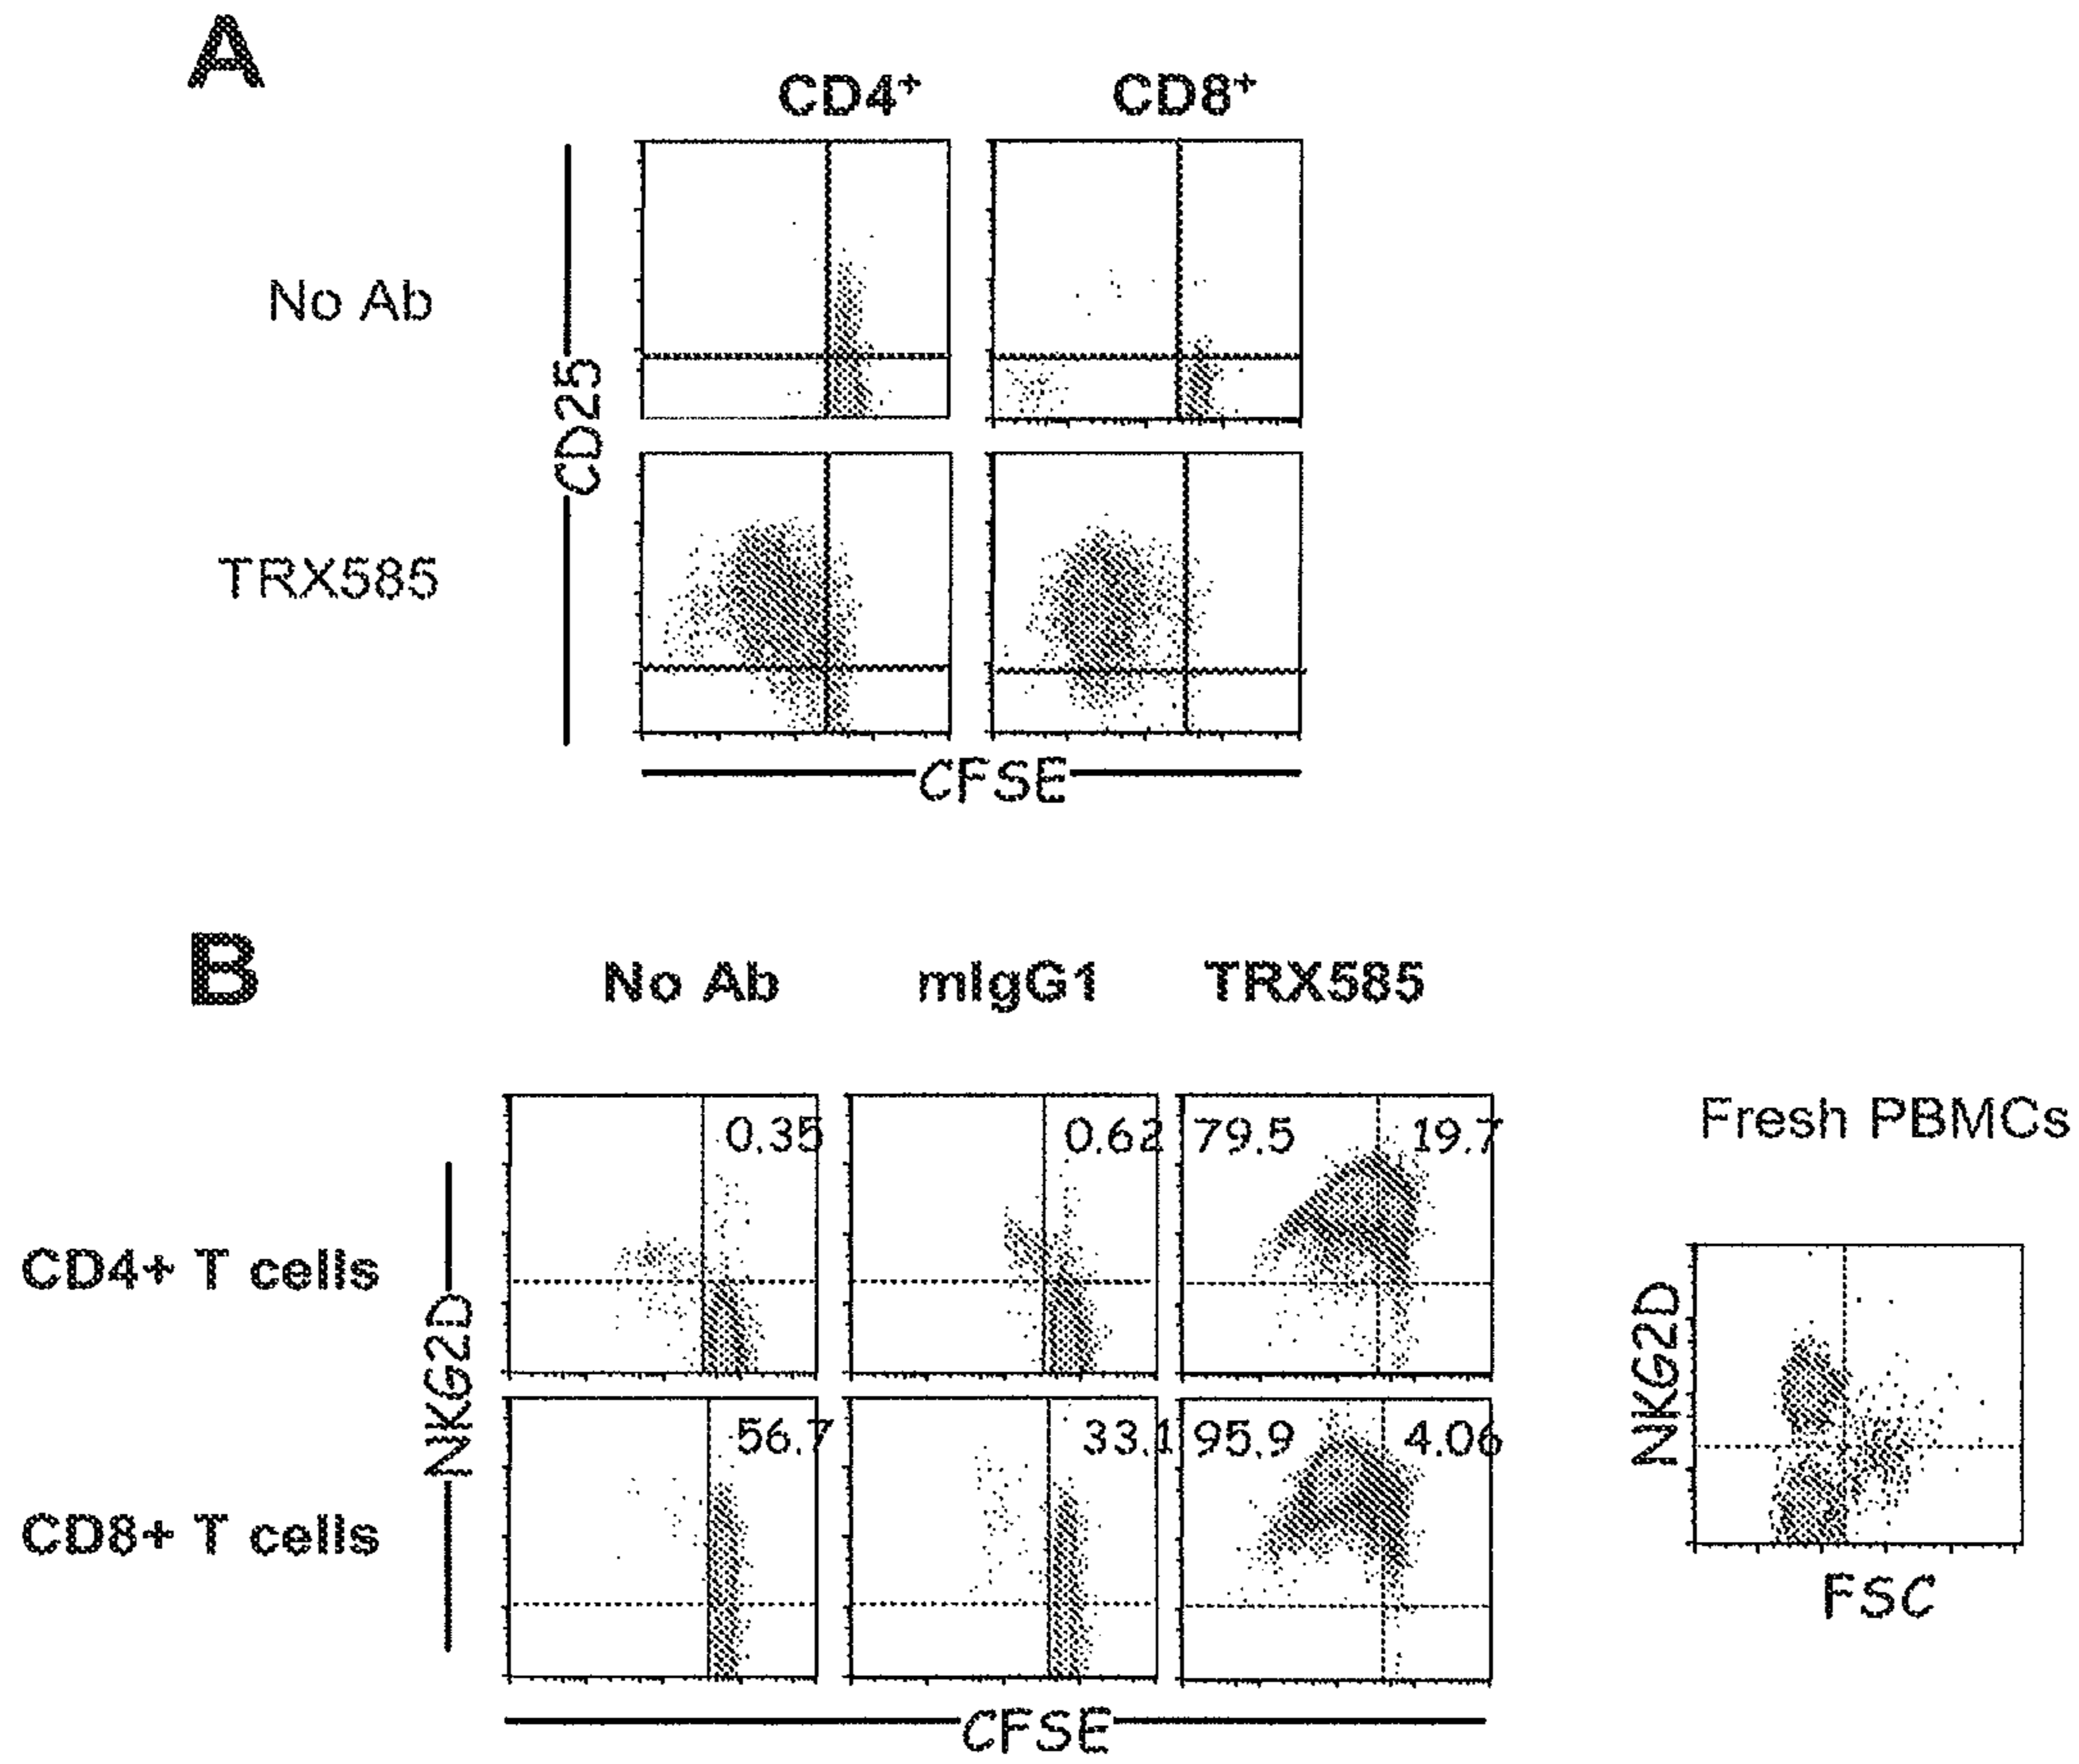 A
CD4+ CD8+
No Ab
CD25
TRX585
CFSE
B
No Ab mIgG1 TRX585
0.35 0.62 79.5 19.7
Fresh PBMCs
CD4+ T cells
NKG2D
56.7 33.1 95.9 4.06
CD8+ T cells
CFSE
NKG2D
FSC